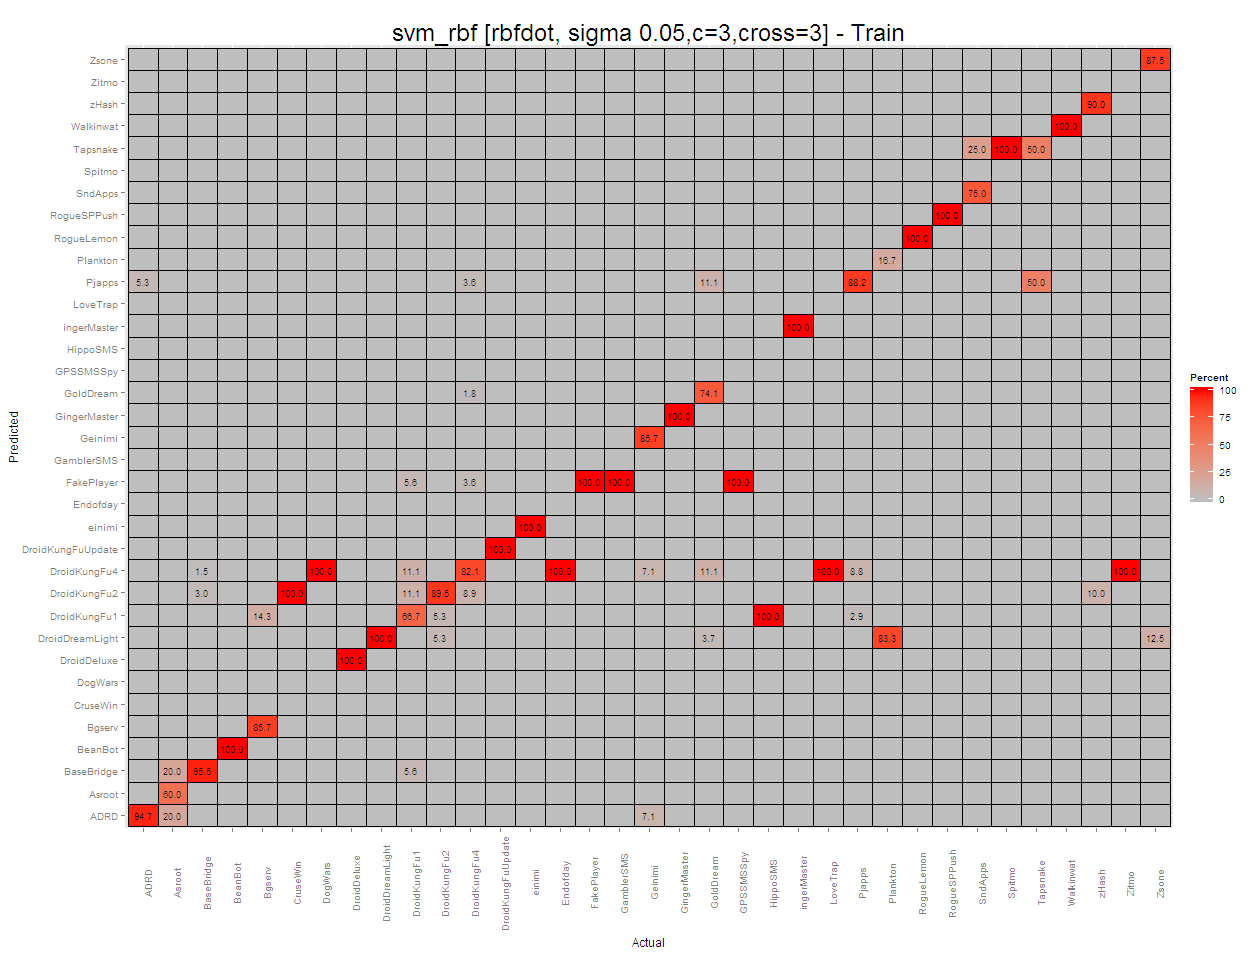 svm_rbf [rbfdot, sigma 0.05,c=3,cross=3] - Train
Zsone 87.5
Zitmo
zHash 90.0
Walkinwat 100.0
Tapsnake 25.0 100.0 50.0
Spitmo
SndApps 75.0
RogueSPPush 100.0
RogueLemon 100.0
Plankton 16.7
Pjapps 5.3 3.6 11.1 88.2 50.0
LoveTrap
ingerMaster 100.0
HippoSMS
GPSSMSSpy
GoldDream 1.8 74.1
GingerMaster 100.0
Geinimi 85.7
GamblerSMS
FakePlayer 5.6 3.6 100.0 100.0 100.0
Endofday
einimi 100.0
DroidKungFuUpdate 100.0
DroidKungFu4 1.5 100.0 11.1 82.1 100.0 7.1 11.1 100.0 8.8 100.0
DroidKungFu2 3.0 100.0 11.1 89.5 8.9 10.0
DroidKungFu1 14.3 66.7 5.3 100.0 2.9
DroidDreamLight 100.0 5.3 3.7 83.3 12.5
DroidDeluxe 100.0
DogWars
CruseWin
Bgserv 85.7
BeanBot 100.0
BaseBridge 20.0 95.5 5.6
Asroot 60.0
ADRD 94.7 20.0 7.1
Predicted
ADRD
Asroot
BaseBridge
BeanBot
Bgserv
CruseWin
DogWars
DroidDeluxe
DroidDreamLight
DroidKungFu1
DroidKungFu2
DroidKungFu4
DroidKungFuUpdate
einimi
Endofday
FakePlayer
GamblerSMS
Geinimi
GingerMaster
GoldDream
GPSSMSSpy
HippoSMS
ingerMaster
LoveTrap
Pjapps
Plankton
RogueLemon
RogueSPPush
SndApps
Spitmo
Tapsnake
Walkinwat
zHash
Zitmo
Zsone
Actual
Percent
100
75
50
25
0